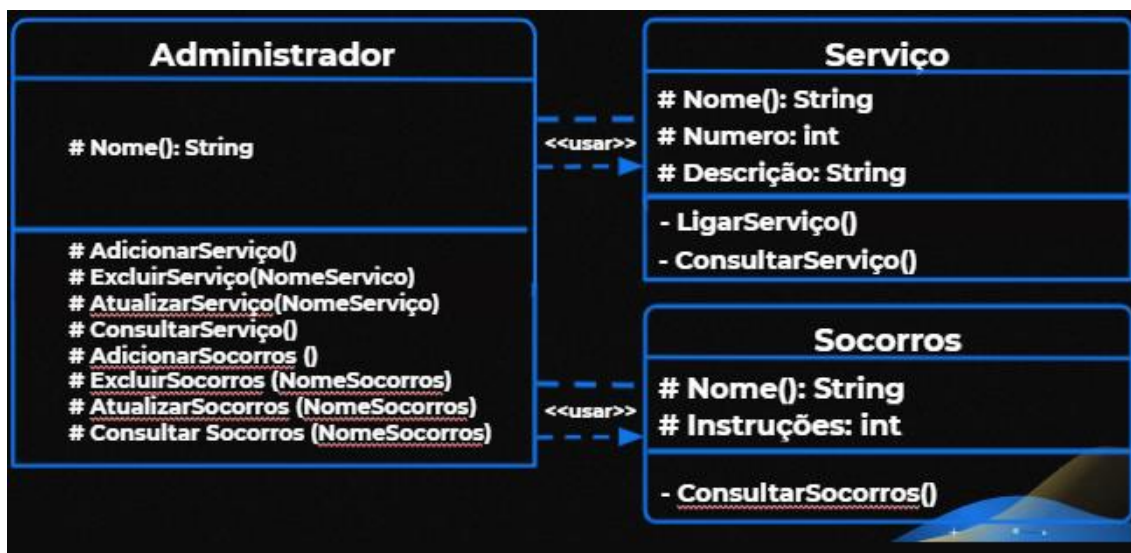 Administrador
# Nome(): String
# AdicionarServiço()
# ExcluirServiço(NomeServico)
# AtualizarServiço(NomeServiço)
# ConsultarServiço()
# AdicionarSocorros ()
# ExcluirSocorros (NomeSocorros)
# AtualizarSocorros (NomeSocorros)
# Consultar Socorros (NomeSocorros)
<<usar>>
<<usar>>
Serviço
# Nome(): String
# Numero: int
# Descrição: String
- LigarServiço()
- ConsultarServiço()
Socorros
# Nome(): String
# Instruções: int
- ConsultarSocorros()